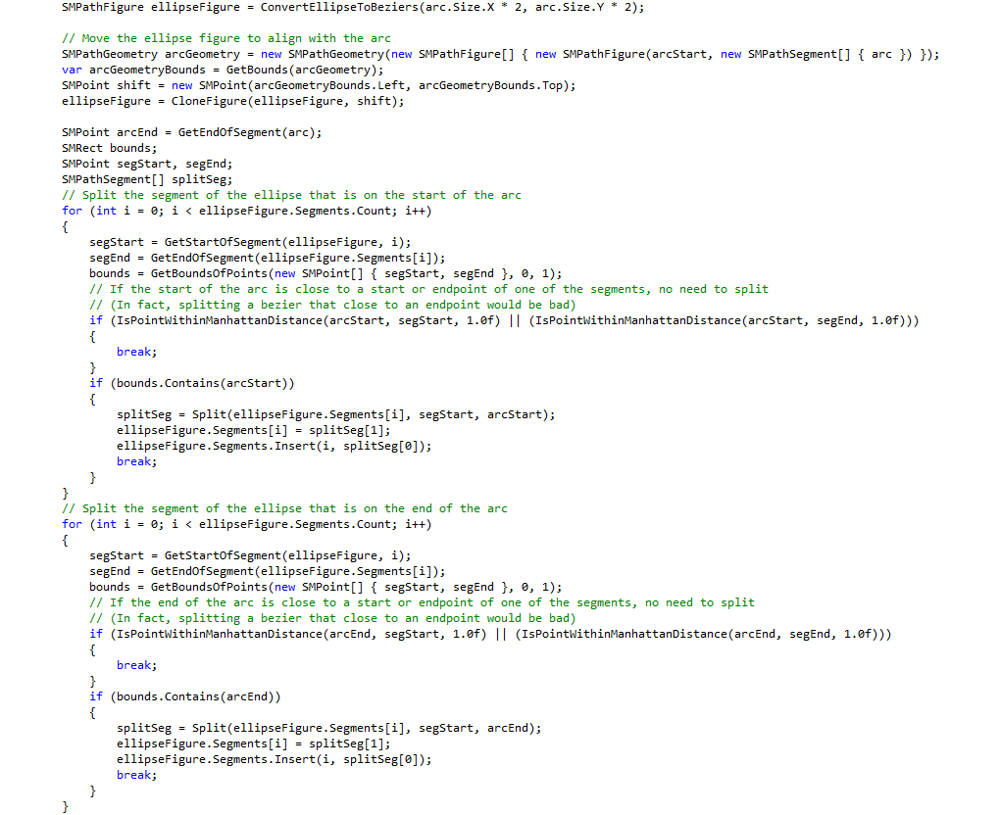 SMPathFigure ellipseFigure = ConvertEllipseToBeziers(arc.Size.X * 2, arc.Size.Y * 2);

// Move the ellipse figure to align with the arc
SMPathGeometry arcGeometry = new SMPathGeometry(new SMPathFigure[] { new SMPathFigure(arcStart, new SMPathSegment[] { arc }) });
var arcGeometryBounds = GetBounds(arcGeometry);
SMPoint shift = new SMPoint(arcGeometryBounds.Left, arcGeometryBounds.Top);
ellipseFigure = CloneFigure(ellipseFigure, shift);

SMPoint arcEnd = GetEndOfSegment(arc);
SMRect bounds;
SMPoint segStart, segEnd;
SMPathSegment[] splitSeg;
// Split the segment of the ellipse that is on the start of the arc
for (int i = 0; i < ellipseFigure.Segments.Count; i++)
{
    segStart = GetStartOfSegment(ellipseFigure, i);
    segEnd = GetEndOfSegment(ellipseFigure.Segments[i]);
    bounds = GetBoundsOfPoints(new SMPoint[] { segStart, segEnd }, 0, 1);
    // If the start of the arc is close to a start or endpoint of one of the segments, no need to split
    // (In fact, splitting a bezier that close to an endpoint would be bad)
    if (IsPointWithinManhattanDistance(arcStart, segStart, 1.0f) || (IsPointWithinManhattanDistance(arcStart, segEnd, 1.0f)))
    {
        break;
    }
    if (bounds.Contains(arcStart))
    {
        splitSeg = Split(ellipseFigure.Segments[i], segStart, arcStart);
        ellipseFigure.Segments[i] = splitSeg[1];
        ellipseFigure.Segments.Insert(i, splitSeg[0]);
        break;
    }
}
// Split the segment of the ellipse that is on the end of the arc
for (int i = 0; i < ellipseFigure.Segments.Count; i++)
{
    segStart = GetStartOfSegment(ellipseFigure, i);
    segEnd = GetEndOfSegment(ellipseFigure.Segments[i]);
    bounds = GetBoundsOfPoints(new SMPoint[] { segStart, segEnd }, 0, 1);
    // If the end of the arc is close to a start or endpoint of one of the segments, no need to split
    // (In fact, splitting a bezier that close to an endpoint would be bad)
    if (IsPointWithinManhattanDistance(arcEnd, segStart, 1.0f) || (IsPointWithinManhattanDistance(arcEnd, segEnd, 1.0f)))
    {
        break;
    }
    if (bounds.Contains(arcEnd))
    {
        splitSeg = Split(ellipseFigure.Segments[i], segStart, arcEnd);
        ellipseFigure.Segments[i] = splitSeg[1];
        ellipseFigure.Segments.Insert(i, splitSeg[0]);
        break;
    }
}